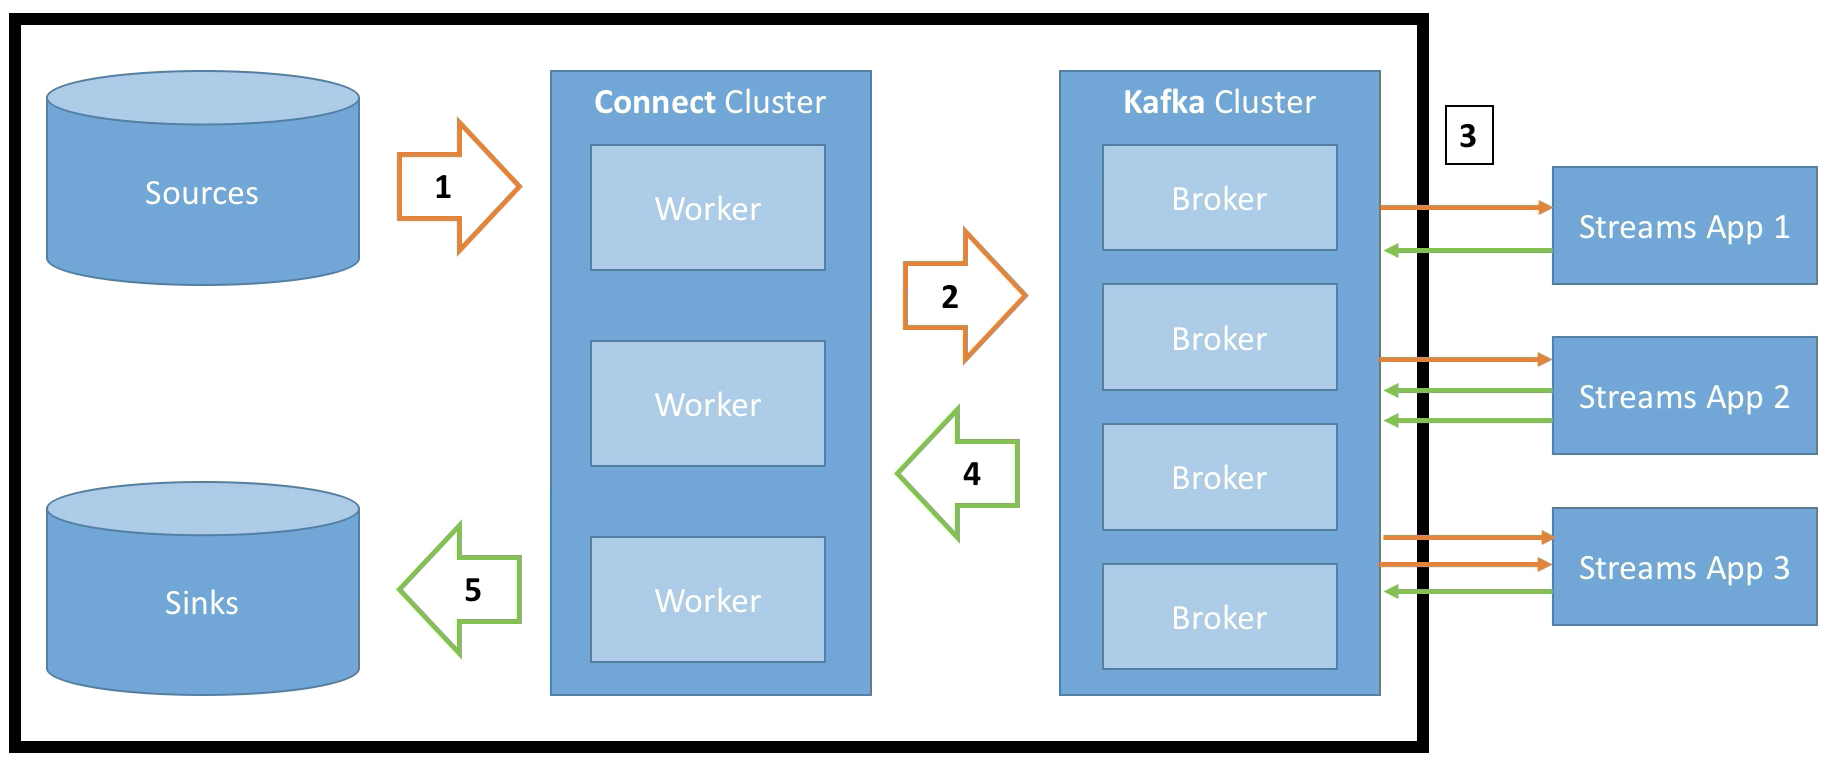 Sources
1
Connect Cluster
Worker
Worker
Worker
2
4
5
Sinks
Kafka Cluster
Broker
Broker
Broker
Broker
3
Streams App 1
Streams App 2
Streams App 3